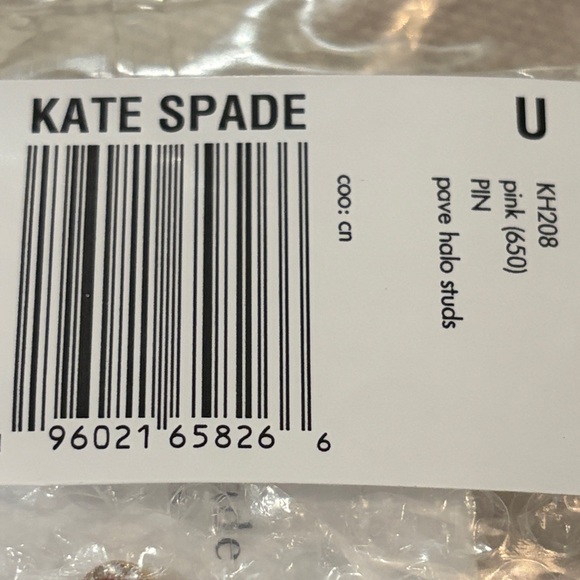 KATE SPADE
U
KH208
pink (650)
PIN
pave halo studs
coo: cn
96021 65826 6